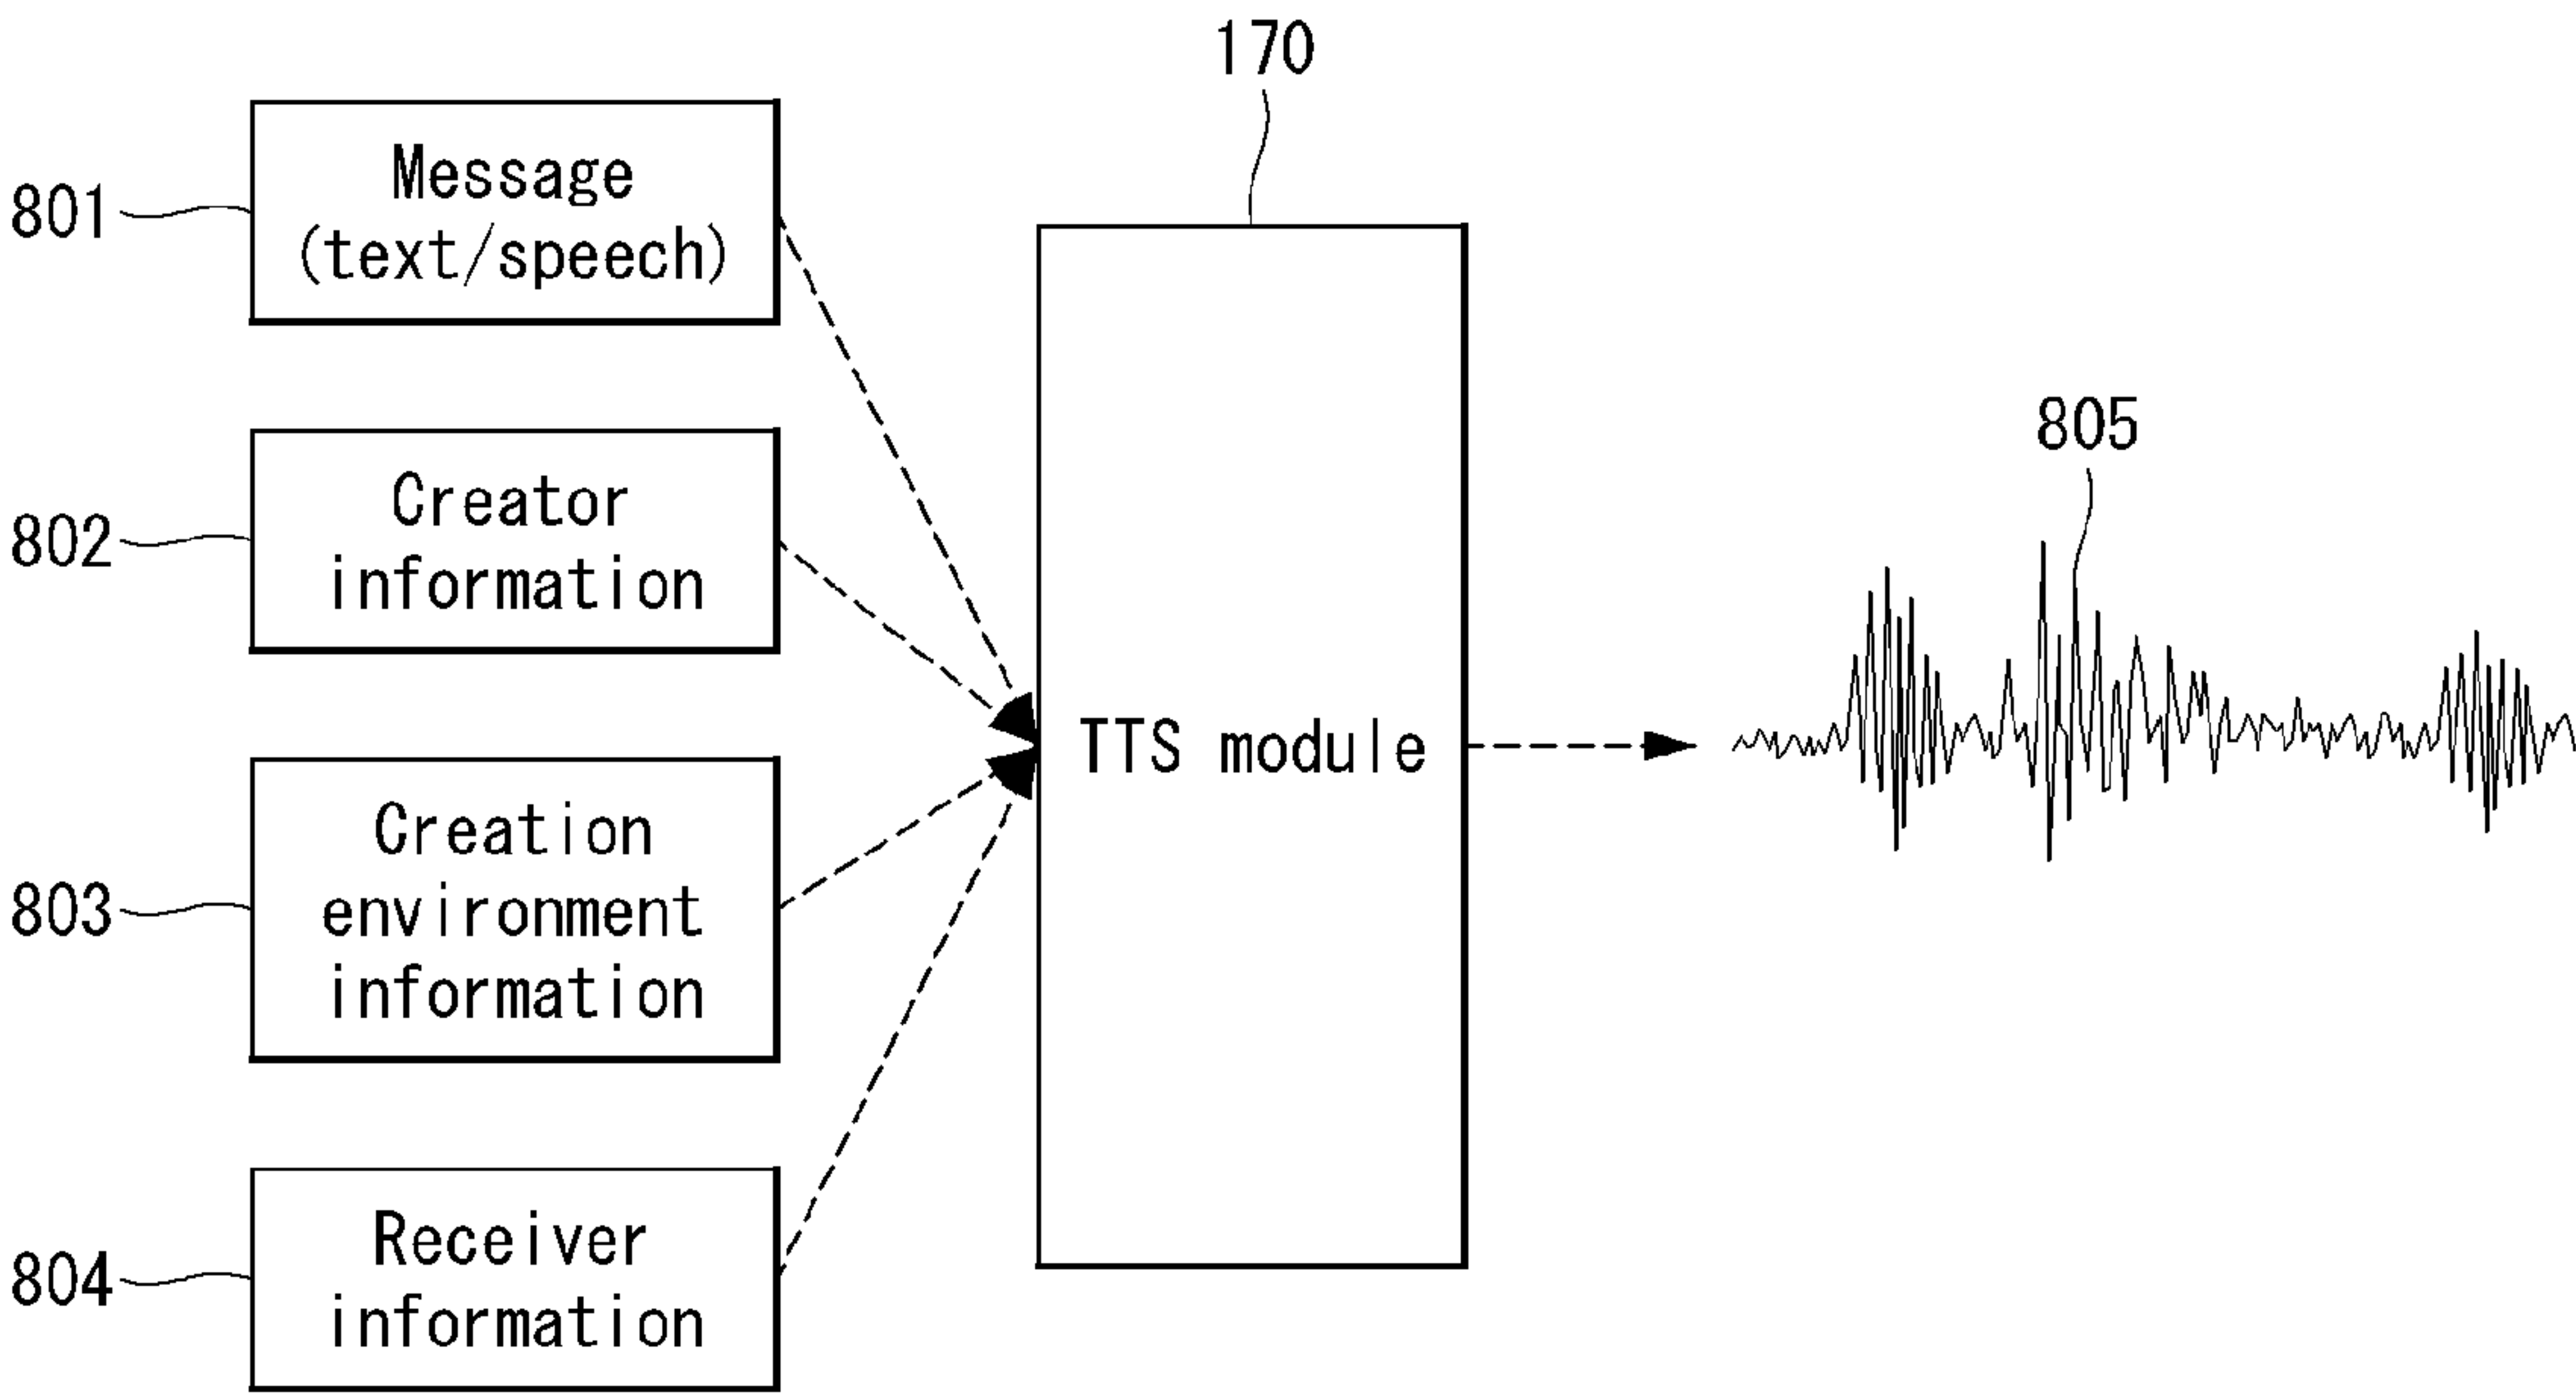 170
801
Message
(text/speech)
802
Creator
information
803
Creation
environment
information
804
Receiver
information
TTS module
805